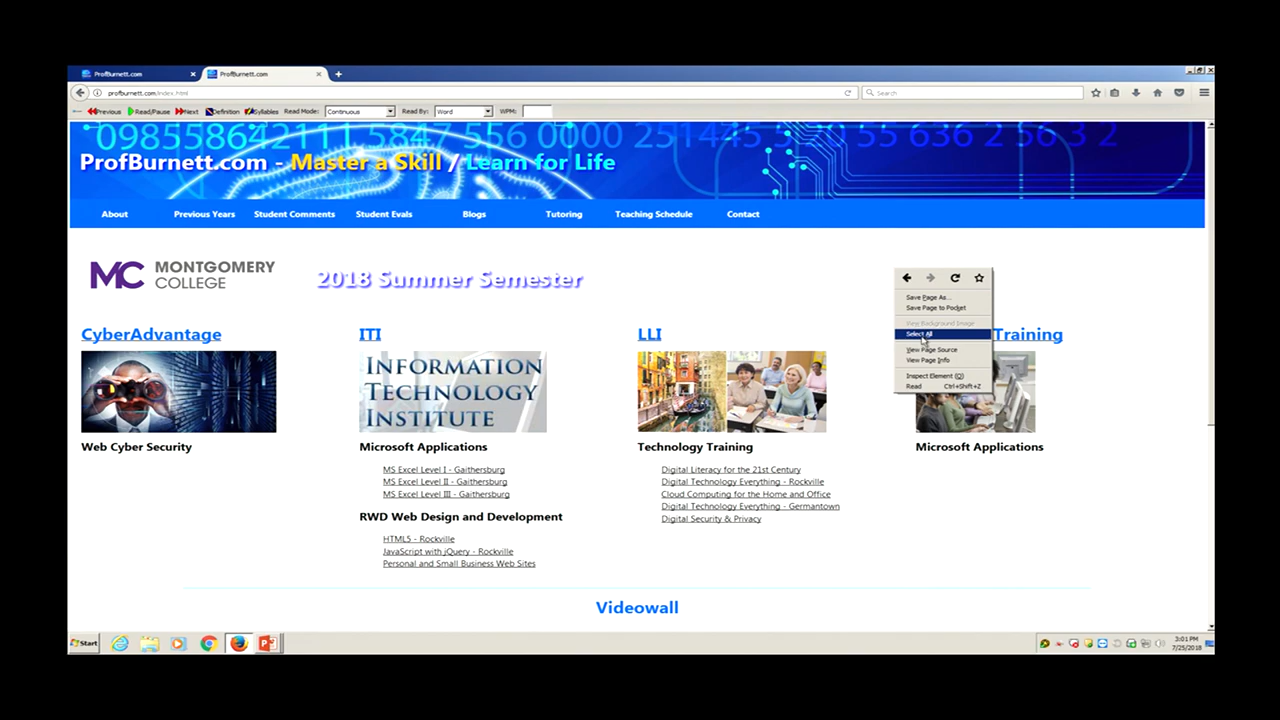 ProfBurnett.com
ProfBurnett.com
profburnett.com/index.html
Search
Previous Read/Pause Next Definition Syllables Read Mode: Continuous Read By: Word WPM:
ProfBurnett.com - Master a Skill / Learn for Life
About Previous Years Student Comments Student Evals Blogs Tutoring Teaching Schedule Contact
MC MONTGOMERY
COLLEGE
2018 Summer Semester
Save Page As...
Save Page to Pocket
View Background Image
Select All
View Page Source
View Page Info
Inspect Element (Q)
Read Ctrl+Shift+Z
CyberAdvantage
Web Cyber Security
ITI
INFORMATION
TECHNOLOGY
INSTITUTE
Microsoft Applications
MS Excel Level I - Gaithersburg
MS Excel Level II - Gaithersburg
MS Excel Level III - Gaithersburg
RWD Web Design and Development
HTML5 - Rockville
JavaScript with jQuery - Rockville
Personal and Small Business Web Sites
LLI
Technology Training
Digital Literacy for the 21st Century
Digital Technology Everything - Rockville
Cloud Computing for the Home and Office
Digital Technology Everything - Germantown
Digital Security & Privacy
Training
Microsoft Applications
Videowall
Start
3:01 PM
7/25/2018